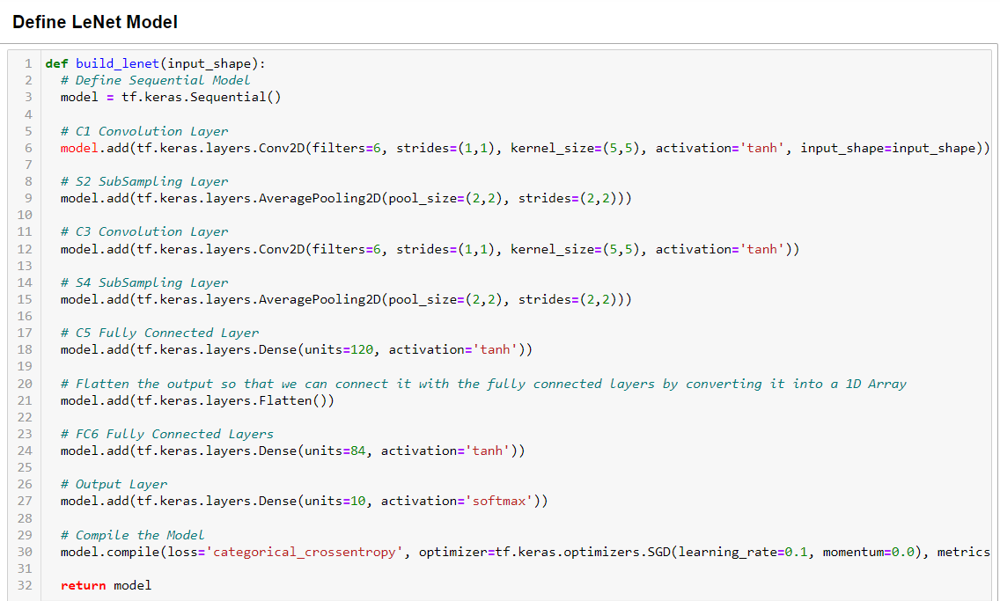 Define LeNet Model
1 def build_lenet(input_shape):
2   # Define Sequential Model
3   model = tf.keras.Sequential()
4
5   # C1 Convolution Layer
6   model.add(tf.keras.layers.Conv2D(filters=6, strides=(1,1), kernel_size=(5,5), activation='tanh', input_shape=input_shape))
7
8   # S2 SubSampling Layer
9   model.add(tf.keras.layers.AveragePooling2D(pool_size=(2,2), strides=(2,2)))
10
11   # C3 Convolution Layer
12   model.add(tf.keras.layers.Conv2D(filters=6, strides=(1,1), kernel_size=(5,5), activation='tanh'))
13
14   # S4 SubSampling Layer
15   model.add(tf.keras.layers.AveragePooling2D(pool_size=(2,2), strides=(2,2)))
16
17   # C5 Fully Connected Layer
18   model.add(tf.keras.layers.Dense(units=120, activation='tanh'))
19
20   # Flatten the output so that we can connect it with the fully connected layers by converting it into a 1D Array
21   model.add(tf.keras.layers.Flatten())
22
23   # FC6 Fully Connected Layers
24   model.add(tf.keras.layers.Dense(units=84, activation='tanh'))
25
26   # Output Layer
27   model.add(tf.keras.layers.Dense(units=10, activation='softmax'))
28
29   # Compile the Model
30   model.compile(loss='categorical_crossentropy', optimizer=tf.keras.optimizers.SGD(learning_rate=0.1, momentum=0.0), metrics
31
32   return model